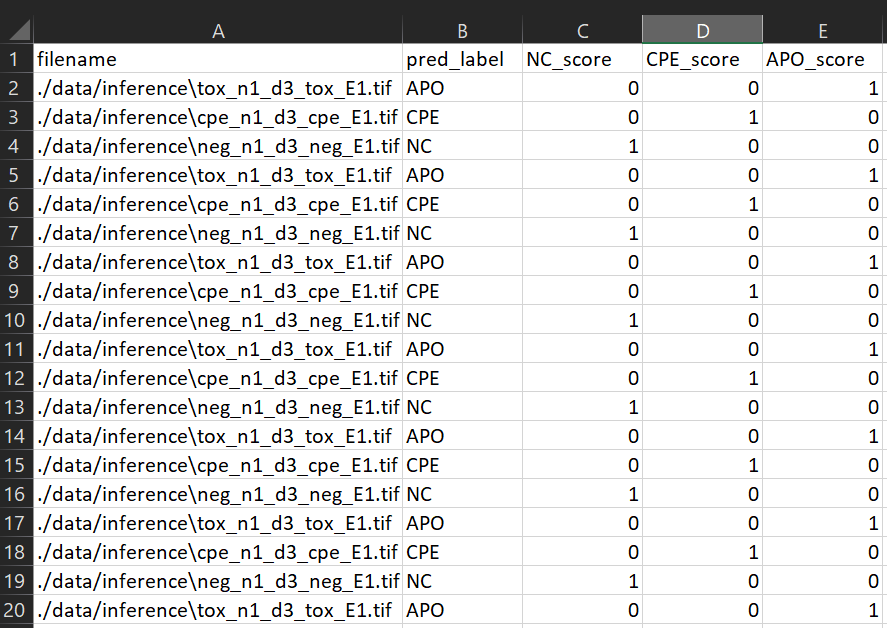 A B C D E
1 filename pred_label NC_score CPE_score APO_score
2 ./data/inference\tox_n1_d3_tox_E1.tif APO 0 0 1
3 ./data/inference\cpe_n1_d3_cpe_E1.tif CPE 0 1 0
4 ./data/inference\neg_n1_d3_neg_E1.tif NC 1 0 0
5 ./data/inference\tox_n1_d3_tox_E1.tif APO 0 0 1
6 ./data/inference\cpe_n1_d3_cpe_E1.tif CPE 0 1 0
7 ./data/inference\neg_n1_d3_neg_E1.tif NC 1 0 0
8 ./data/inference\tox_n1_d3_tox_E1.tif APO 0 0 1
9 ./data/inference\cpe_n1_d3_cpe_E1.tif CPE 0 1 0
10 ./data/inference\neg_n1_d3_neg_E1.tif NC 1 0 0
11 ./data/inference\tox_n1_d3_tox_E1.tif APO 0 0 1
12 ./data/inference\cpe_n1_d3_cpe_E1.tif CPE 0 1 0
13 ./data/inference\neg_n1_d3_neg_E1.tif NC 1 0 0
14 ./data/inference\tox_n1_d3_tox_E1.tif APO 0 0 1
15 ./data/inference\cpe_n1_d3_cpe_E1.tif CPE 0 1 0
16 ./data/inference\neg_n1_d3_neg_E1.tif NC 1 0 0
17 ./data/inference\tox_n1_d3_tox_E1.tif APO 0 0 1
18 ./data/inference\cpe_n1_d3_cpe_E1.tif CPE 0 1 0
19 ./data/inference\neg_n1_d3_neg_E1.tif NC 1 0 0
20 ./data/inference\tox_n1_d3_tox_E1.tif APO 0 0 1